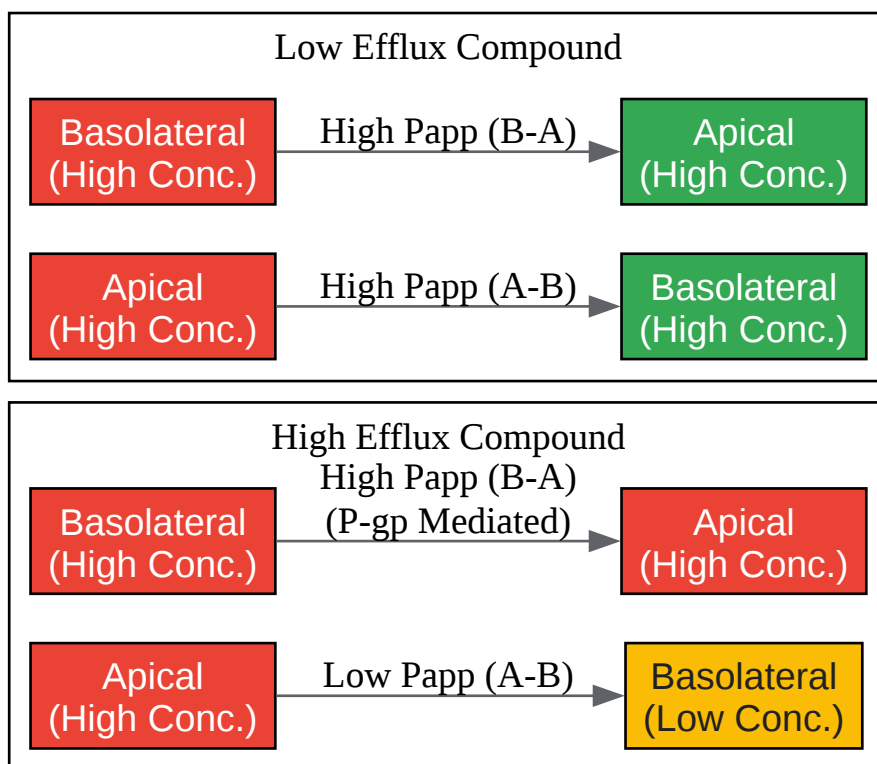 Low Efflux Compound
Basolateral
(High Conc.)
High Papp (B-A)
Apical
(High Conc.)
Apical
(High Conc.)
High Papp (A-B)
Basolateral
(High Conc.)
High Efflux Compound
High Papp (B-A)
(P-gp Mediated)
Basolateral
(High Conc.)
Apical
(High Conc.)
Apical
(High Conc.)
Low Papp (A-B)
Basolateral
(Low Conc.)